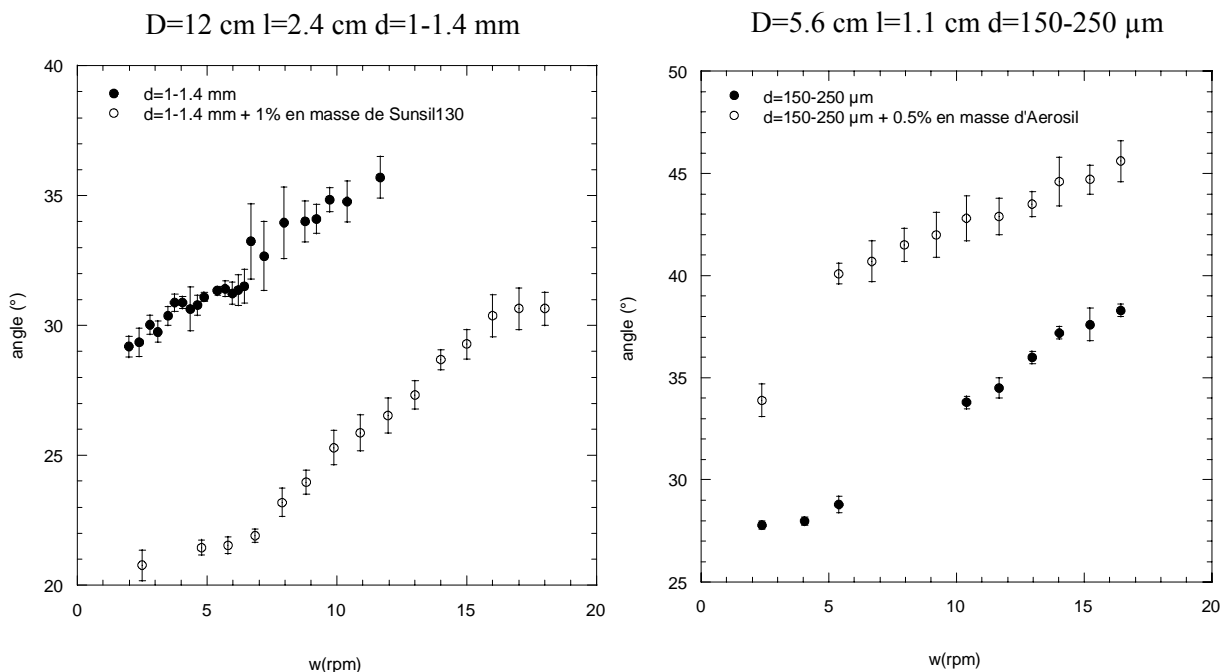 D=12 cm l=2.4 cm d=1-1.4 mm
40
35
30
25
20
angle (°)
d=1-1.4 mm
d=1-1.4 mm + 1% en masse de Sunsil130
0
5
10
15
20
w(rpm)
D=5.6 cm l=1.1 cm d=150-250 µm
50
45
40
35
30
25
angle (°)
d=150-250 µm
d=150-250 µm + 0.5% en masse d'Aerosil
0
5
10
15
20
w(rpm)